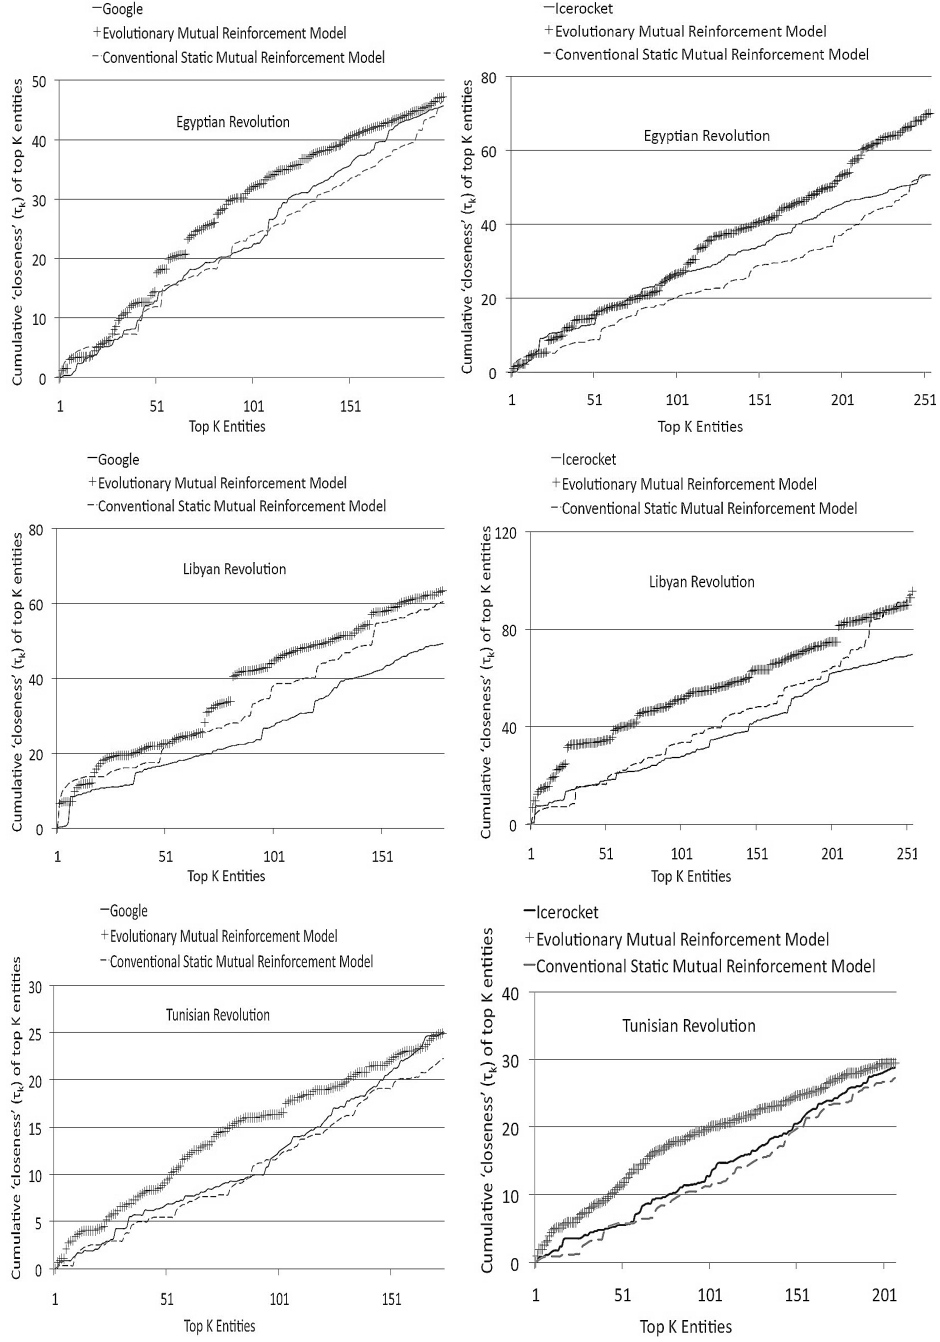 Google
Evolutionary Mutual Reinforcement Model
Conventional Static Mutual Reinforcement Model
Cumulative 'closeness' (τk) of top K entities
50
40
30
20
10
0
Egyptian Revolution
1 51 101 151
Top K Entities
Icerocket
Evolutionary Mutual Reinforcement Model
Conventional Static Mutual Reinforcement Model
Cumulative 'closeness' (τk) of top K entities
80
60
40
20
0
Egyptian Revolution
1 51 101 151 201 251
Top K Entities
Google
Evolutionary Mutual Reinforcement Model
Conventional Static Mutual Reinforcement Model
Cumulative 'closeness' (τk) of top K entities
80
60
40
20
0
Libyan Revolution
1 51 101 151
Top K Entities
Icerocket
Evolutionary Mutual Reinforcement Model
Conventional Static Mutual Reinforcement Model
Cumulative 'closeness' (τk) of top K entities
120
80
40
0
Libyan Revolution
1 51 101 151 201 251
Top K Entities
Google
Evolutionary Mutual Reinforcement Model
Conventional Static Mutual Reinforcement Model
Cumulative 'closeness' (τk) of top K entities
30
25
20
15
10
5
0
Tunisian Revolution
1 51 101 151
Top K Entities
Icerocket
Evolutionary Mutual Reinforcement Model
Conventional Static Mutual Reinforcement Model
Cumulative 'closeness' (τk) of top K entities
40
30
20
10
0
Tunisian Revolution
1 51 101 151 201
Top K Entities